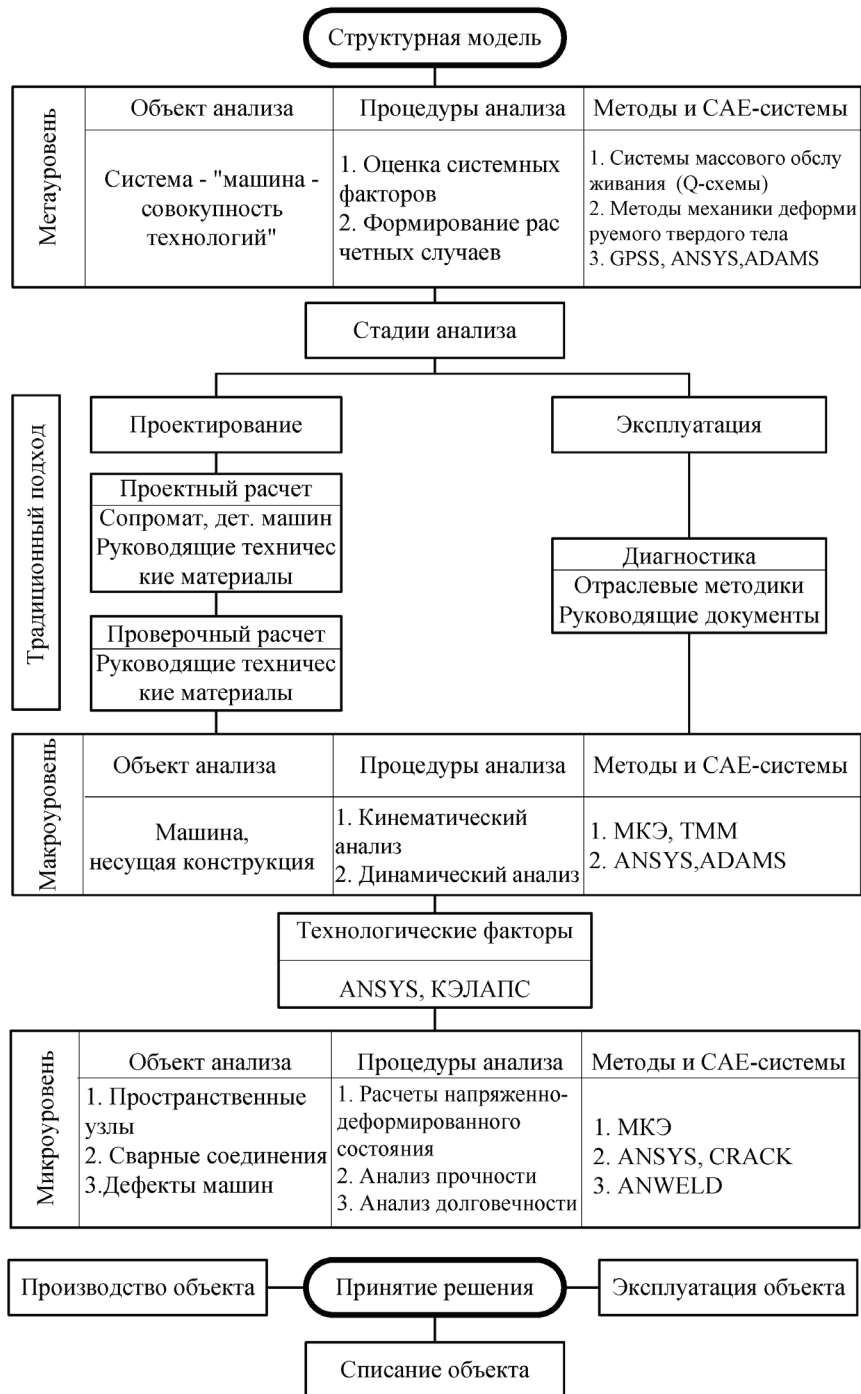 Структурная модель
Метауровень
Объект анализа
Процедуры анализа
Методы и CAE-системы
Система - "машина -
совокупность
технологий"
1. Оценка системных
факторов
2. Формирование рас
четных случаев
1. Системы массового обслу
живания (Q-схемы)
2. Методы механики деформи
руемого твердого тела
3. GPSS, ANSYS,ADAMS
Стадии анализа
Традиционный подход
Проектирование
Эксплуатация
Проектный расчет
Сопромат, дет. машин
Руководящие техничес
кие материалы
Диагностика
Отраслевые методики
Руководящие документы
Проверочный расчет
Руководящие техничес
кие материалы
Макроуровень
Объект анализа
Процедуры анализа
Методы и CAE-системы
Машина,
несущая конструкция
1. Кинематический
анализ
2. Динамический анализ
1. МКЭ, ТММ
2. ANSYS,ADAMS
Технологические факторы
ANSYS, КЭЛАПС
Микроуровень
Объект анализа
Процедуры анализа
Методы и CAE-системы
1. Пространственные
узлы
2. Сварные соединения
3.Дефекты машин
1. Расчеты напряженно-
деформированного
состояния
2. Анализ прочности
3. Анализ долговечности
1. МКЭ
2. ANSYS, CRACK
3. ANWELD
Производство объекта
Принятие решения
Эксплуатация объекта
Списание объекта